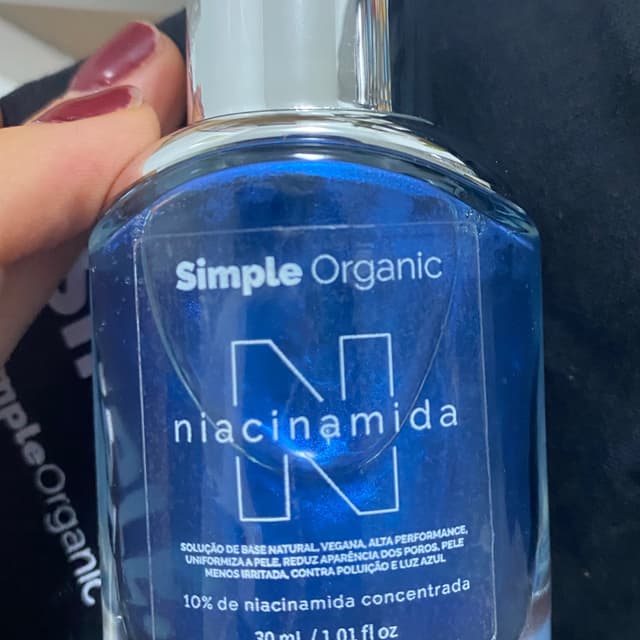 Simple Organic
N
niacinamida
SOLUÇÃO DE BASE NATURAL, VEGANA, ALTA PERFORMANCE,
UNIFORMIZA A PELE, REDUZ APARÊNCIA DOS POROS, PELE
MENOS IRRITADA, CONTRA POLUIÇÃO E LUZ AZUL
10% de niacinamida concentrada
30 mL / 1.01 fl oz
mpleOrganic